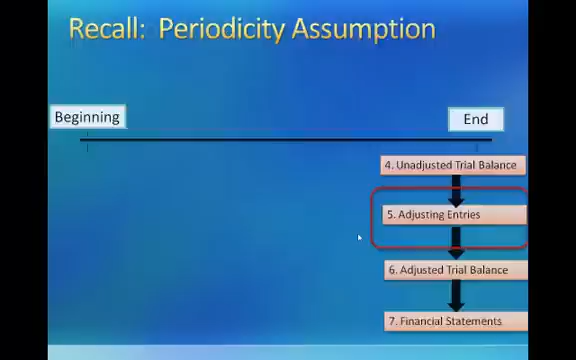 Recall: Periodicity Assumption
Beginning
End
4. Unadjusted Trial Balance
5. Adjusting Entries
6. Adjusted Trial Balance
7. Financial Statements